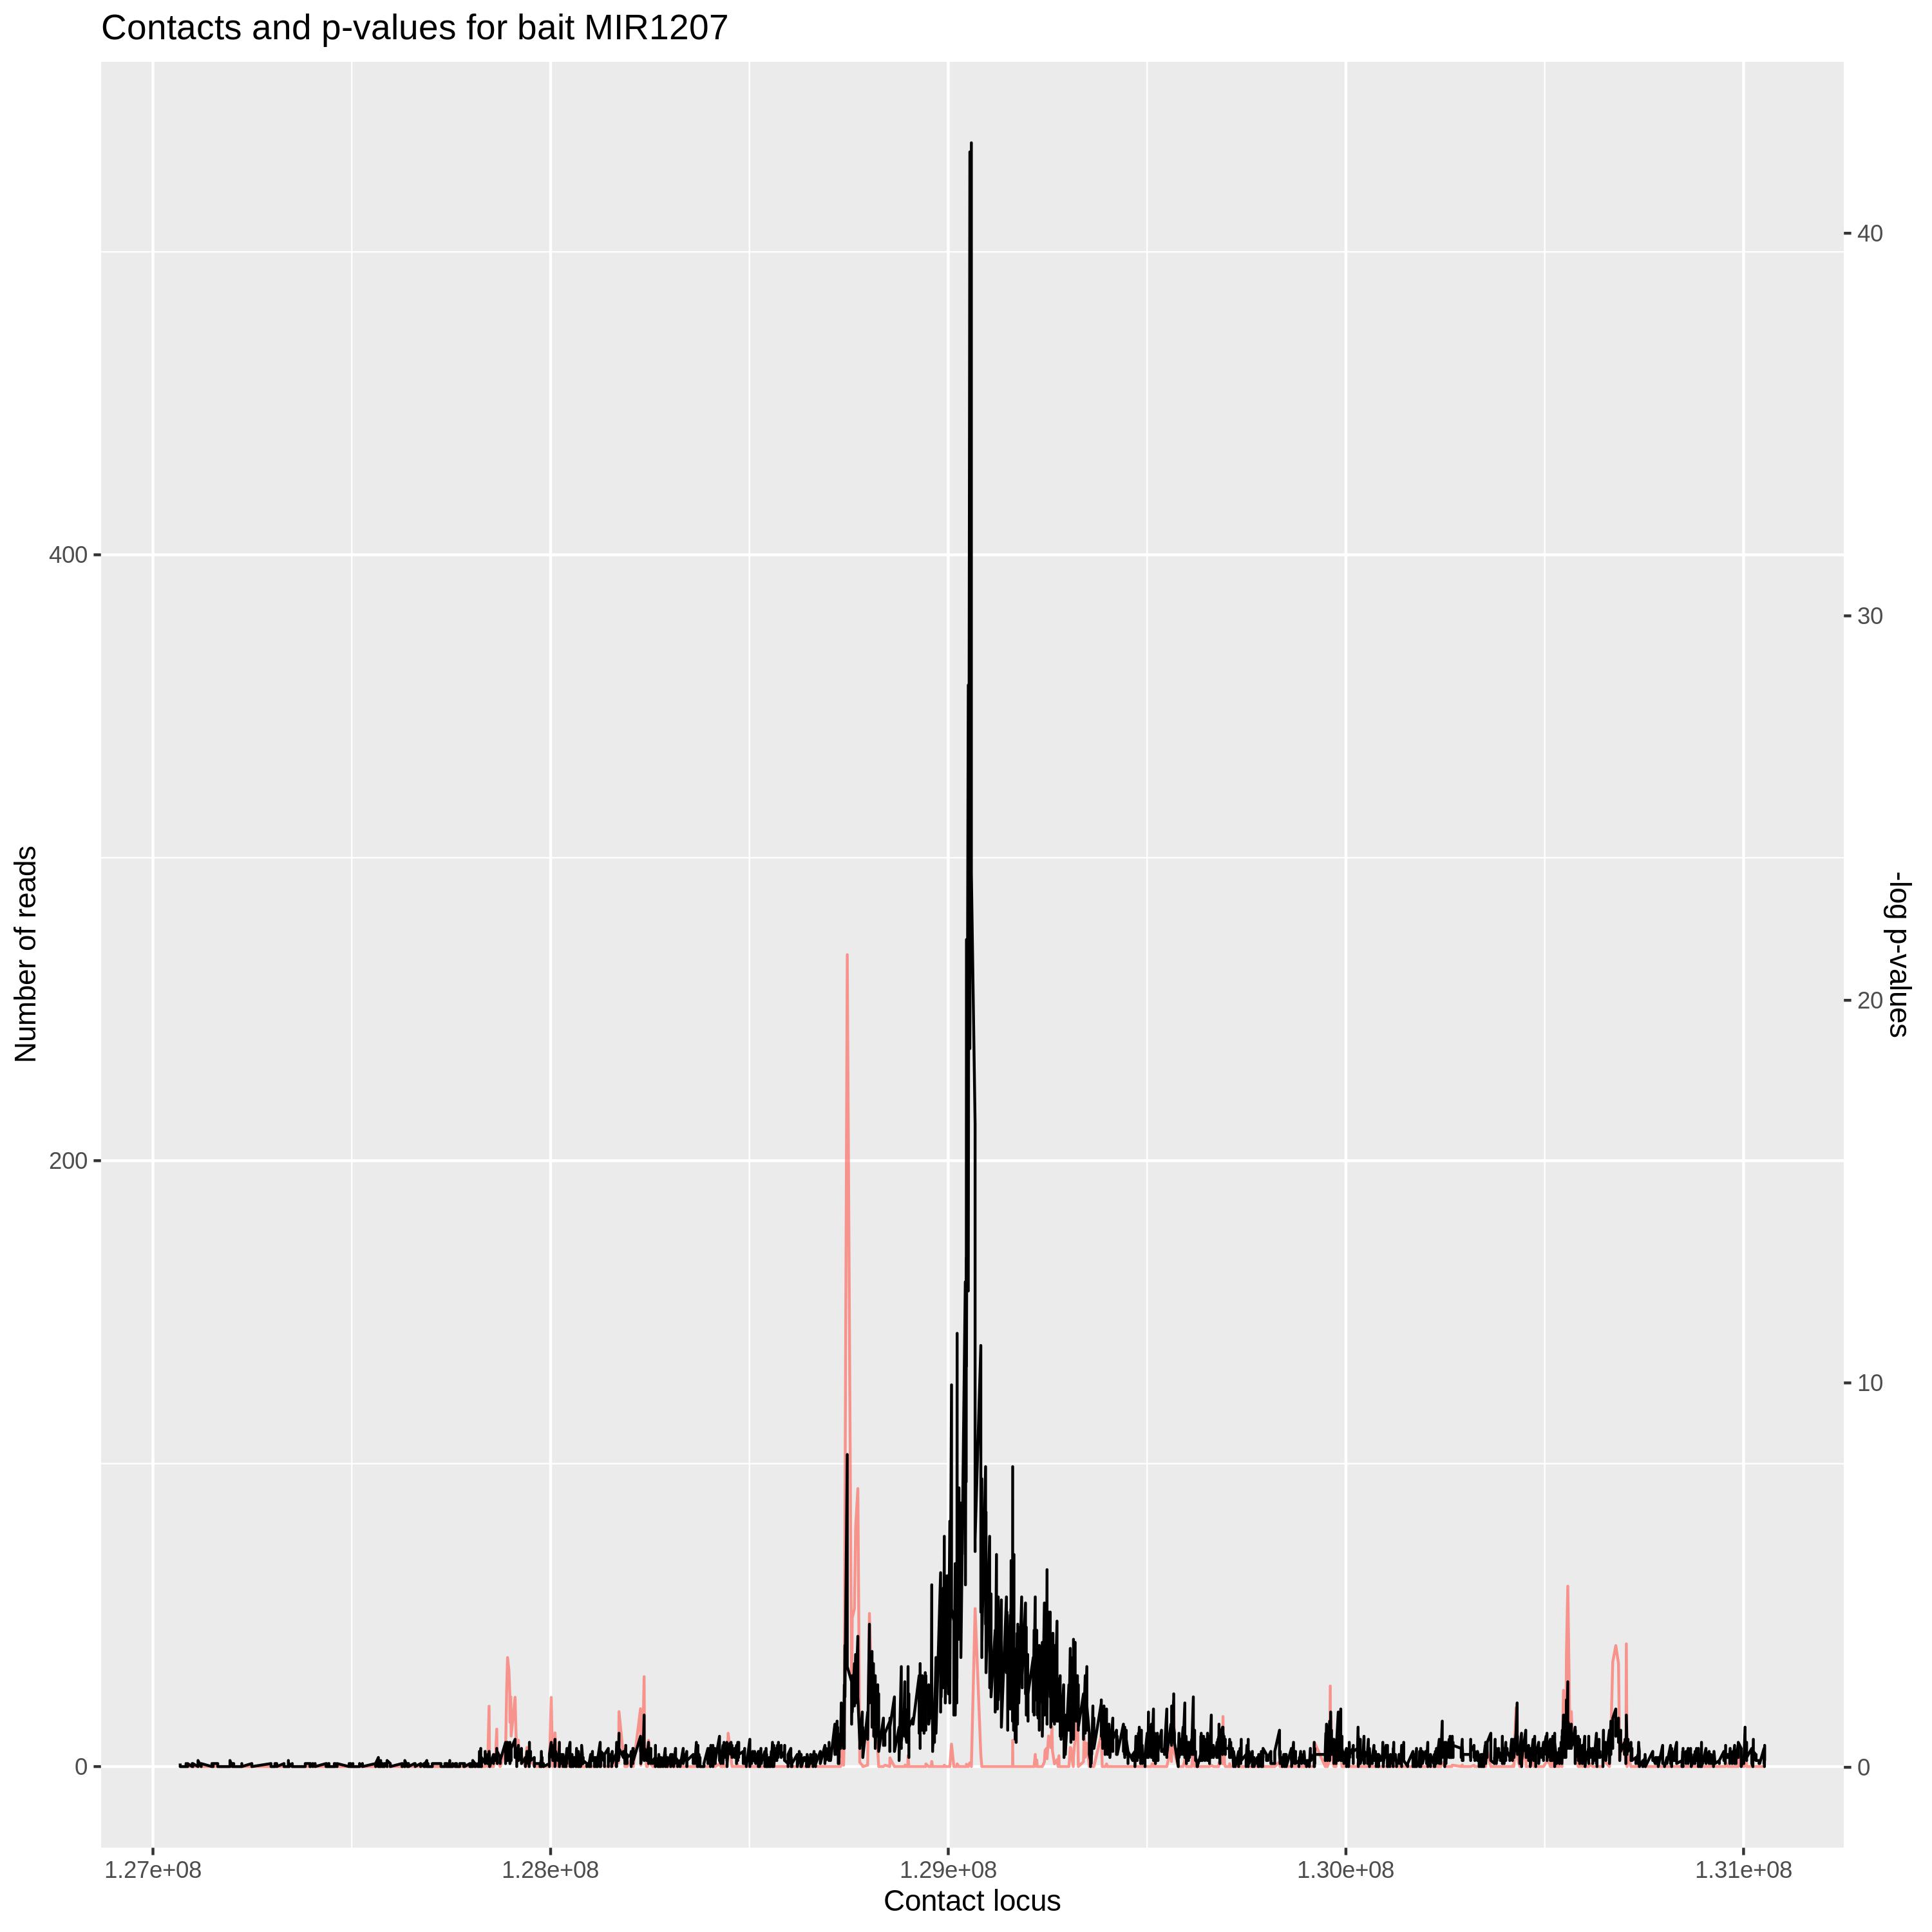 Contacts and p-values for bait MIR1207
Number of reads
400
200
0
40
30
20
10
0
-log p-values
1.27e+08
1.28e+08
1.29e+08
1.30e+08
1.31e+08
Contact locus